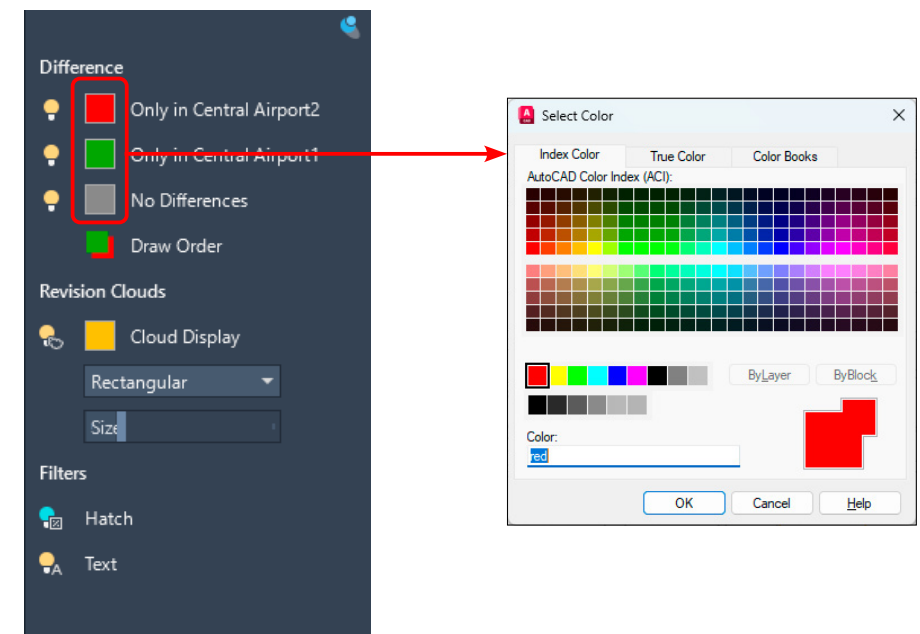 Difference
Only in Central Airport2
Only in Central Airport1
No Differences
Draw Order
Revision Clouds
Cloud Display
Rectangular
Size
Filters
Hatch
A
Text
A
CAD
Select Color
Index Color
True Color
Color Books
AutoCAD Color Index (ACI):
ByLayer
ByBlock
Color:
red
OK
Cancel
Help